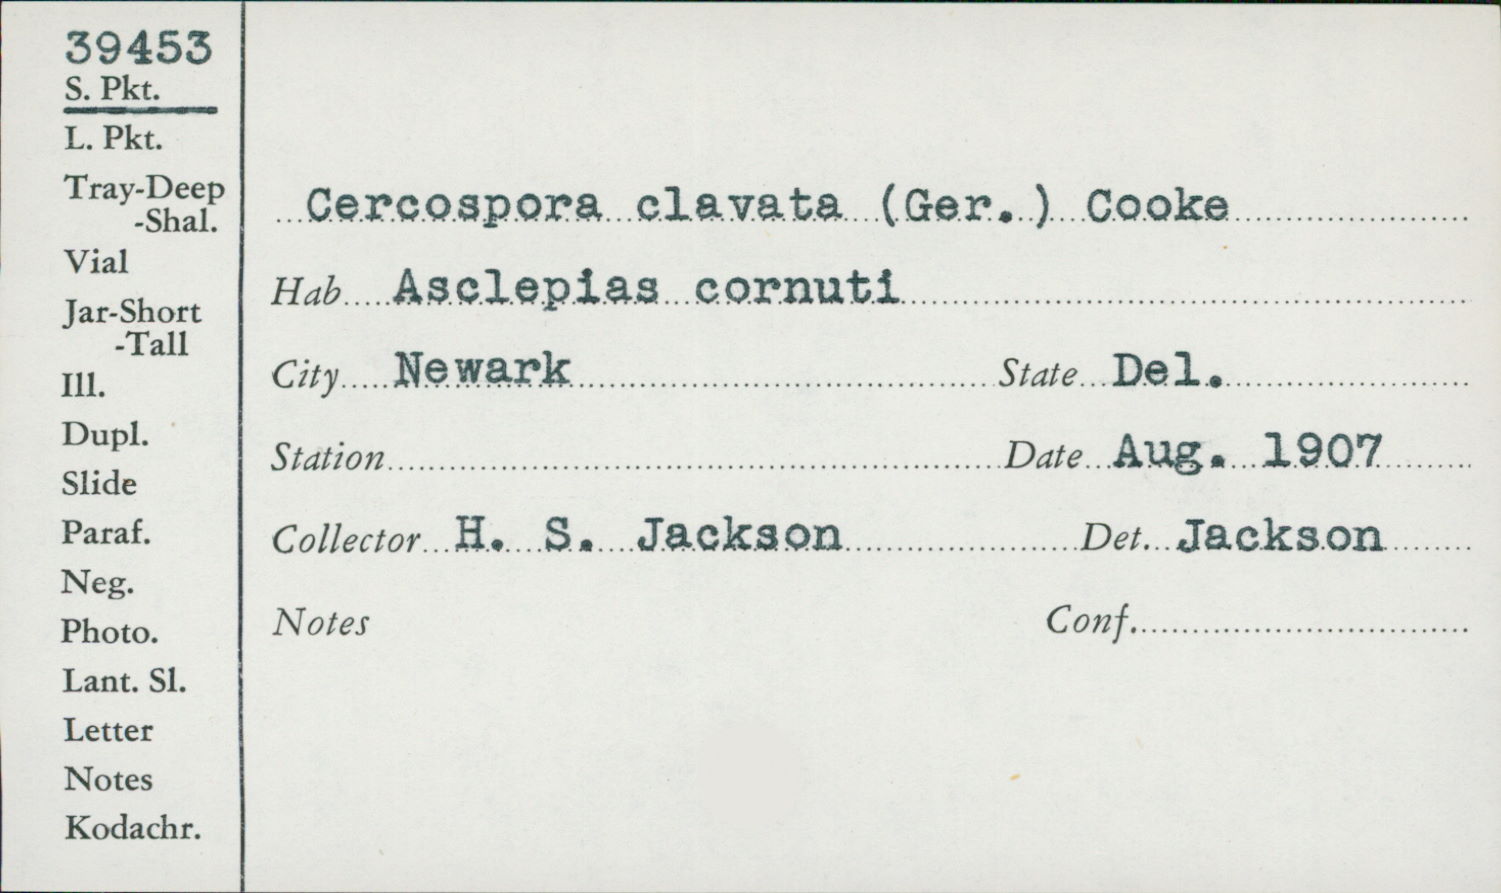 39453
S. Pkt.
L. Pkt.
Tray-Deep
-Shal.
Vial
Jar-Short
-Tall
Ill.
Dupl.
Slide
Paraf.
Neg.
Photo.
Lant. Sl.
Letter
Notes
Kodachr.
Cercospora clavata (Ger.) Cooke
Hab Asclepias cornuti
City Newark State Del.
Station Date Aug. 1907
Collector H. S. Jackson Det. Jackson
Notes Conf.